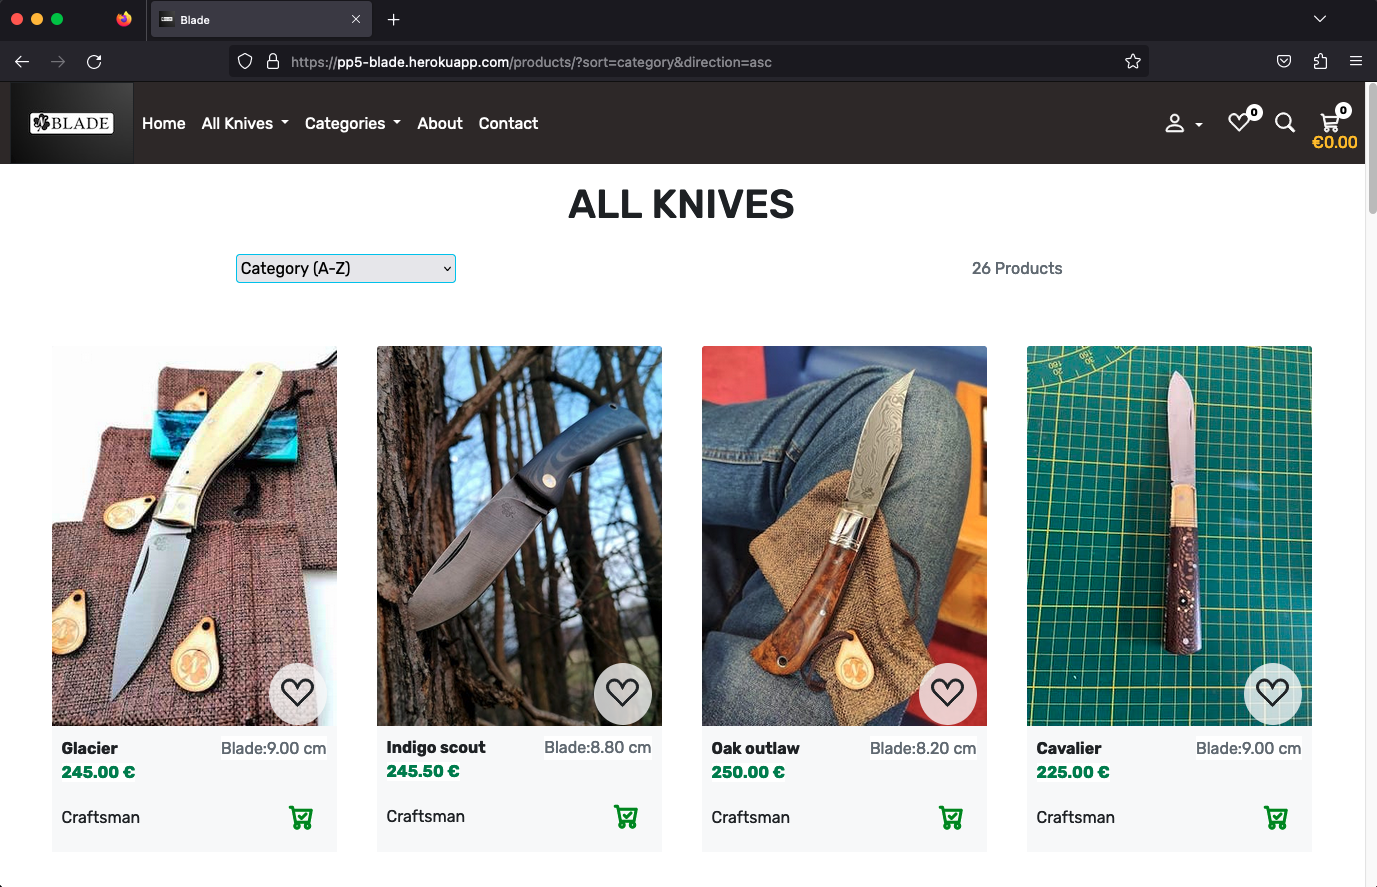 Blade
https://pp5-blade.herokuapp.com/products/?sort=category&direction=asc
BLADE
Home All Knives Categories About Contact
0 0
€0.00
ALL KNIVES
Category (A-Z)
26 Products
Glacier Blade:9.00 cm
245.00 €
Craftsman
Indigo scout Blade:8.80 cm
245.50 €
Craftsman
Oak outlaw Blade:8.20 cm
250.00 €
Craftsman
Cavalier Blade:9.00 cm
225.00 €
Craftsman